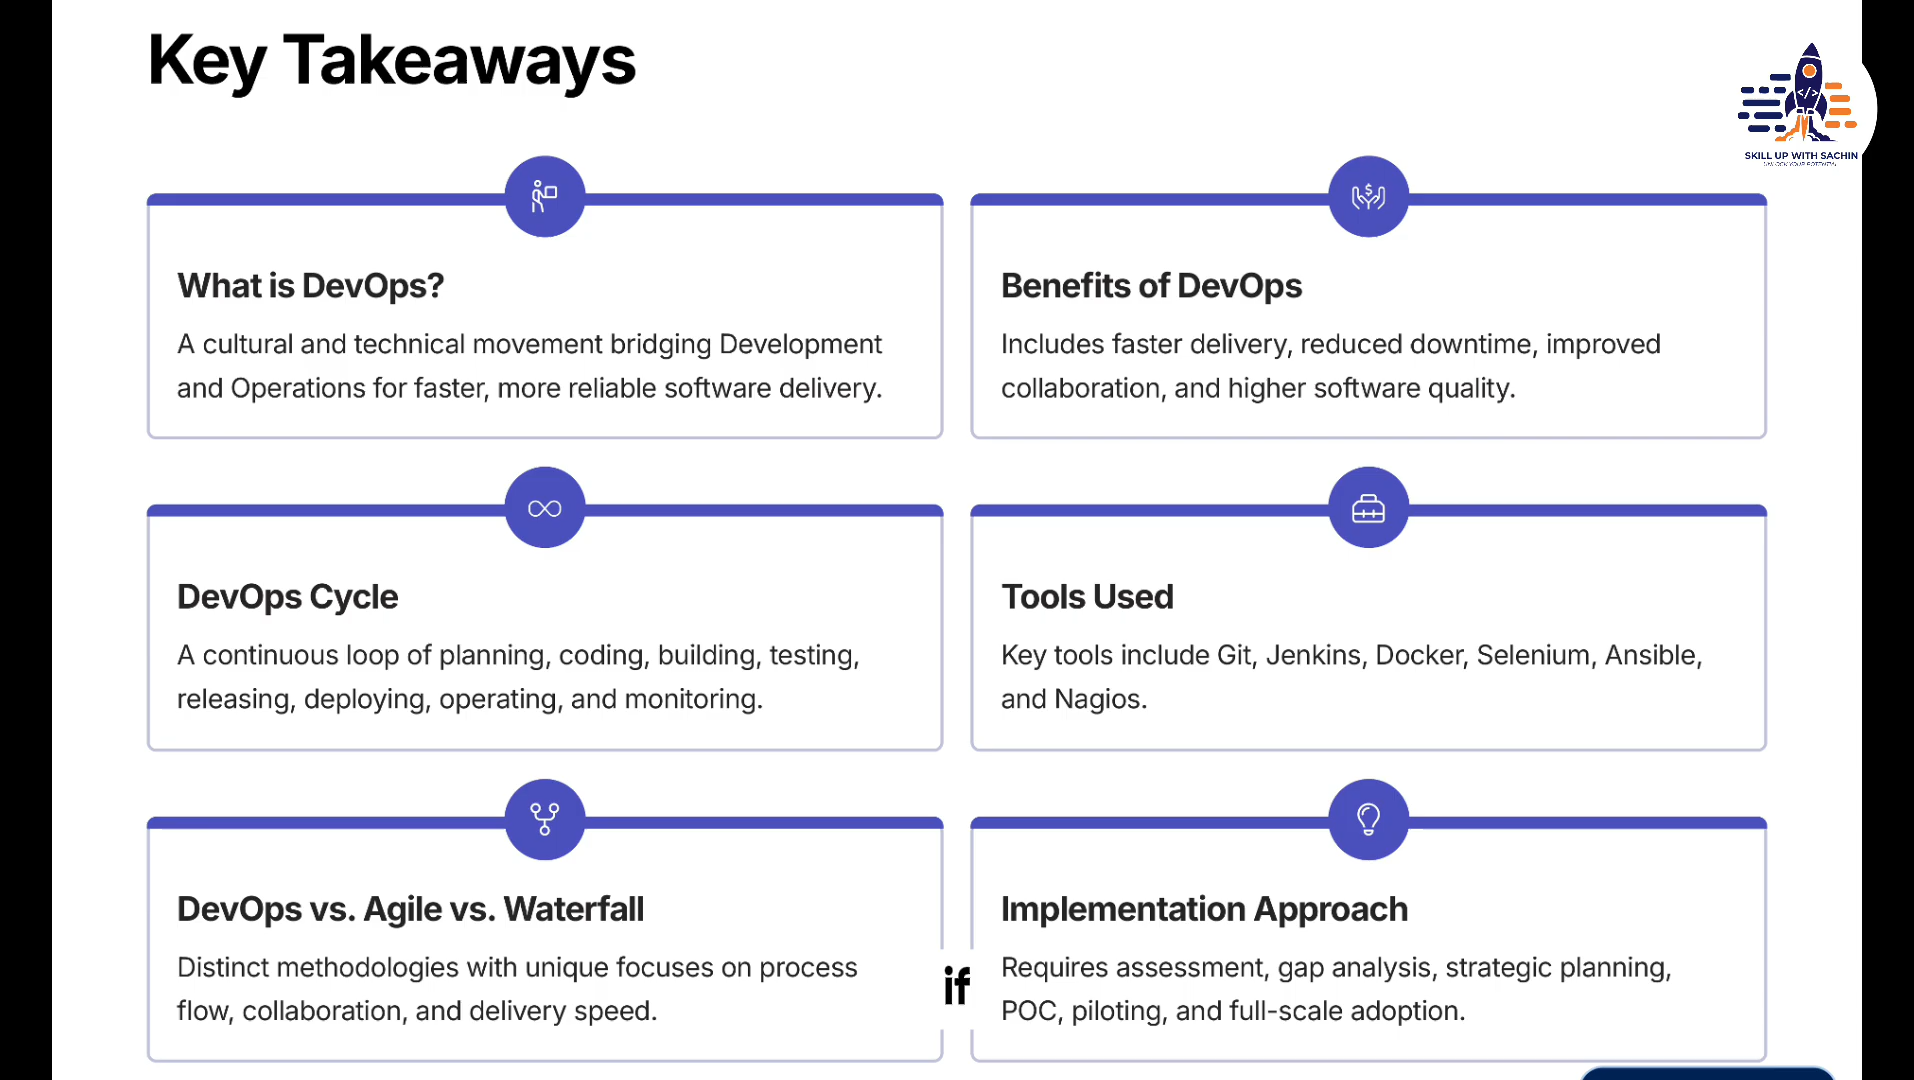 Key Takeaways
</>
SKILL UP WITH SACHIN
UNLOCK YOUR POTENTIAL
What is DevOps?
A cultural and technical movement bridging Development
and Operations for faster, more reliable software delivery.
Benefits of DevOps
Includes faster delivery, reduced downtime, improved
collaboration, and higher software quality.
DevOps Cycle
A continuous loop of planning, coding, building, testing,
releasing, deploying, operating, and monitoring.
Tools Used
Key tools include Git, Jenkins, Docker, Selenium, Ansible,
and Nagios.
DevOps vs. Agile vs. Waterfall
Distinct methodologies with unique focuses on process
flow, collaboration, and delivery speed.
if
Implementation Approach
Requires assessment, gap analysis, strategic planning,
POC, piloting, and full-scale adoption.